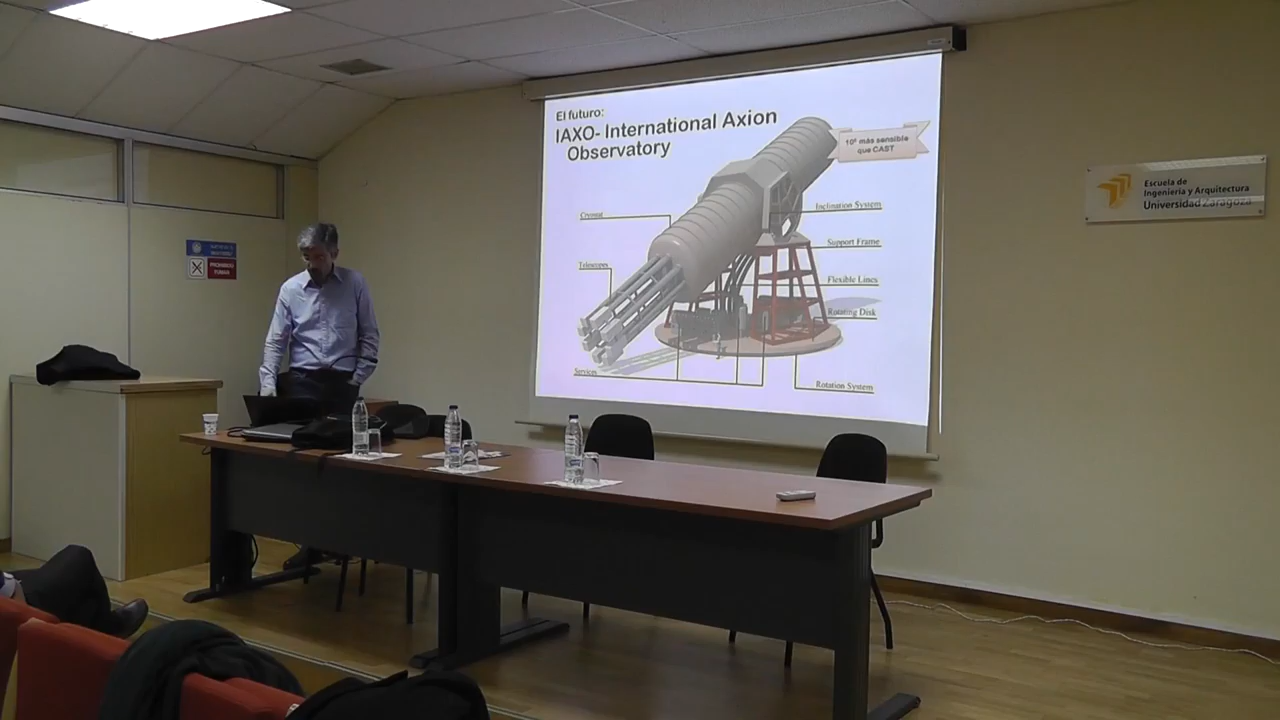 El futuro:
IAXO- International Axion
Observatory
10⁶ más sensible
que CAST
Cryostat
Inclination System
Support Frame
Telescopes
Flexible Lines
Rotating Disk
Services
Rotation System
Escuela de
Ingeniería y Arquitectura
Universidad Zaragoza
PROHIBIDO
FUMAR